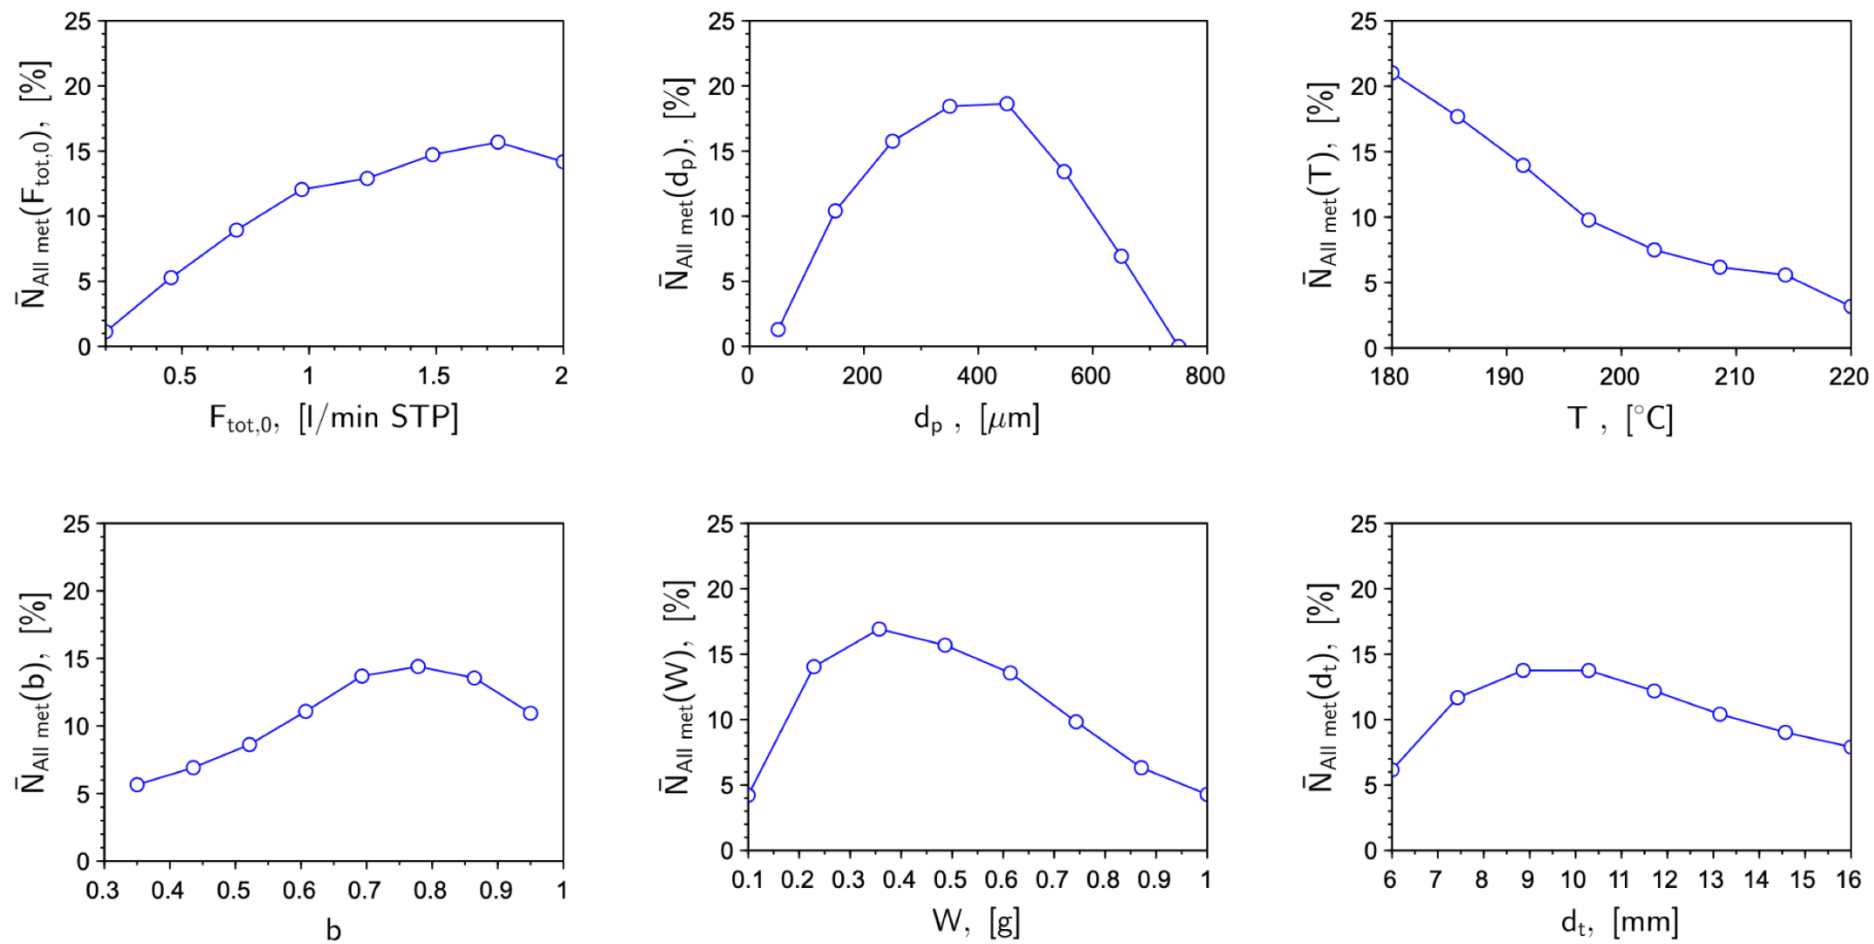 N̄All met(Ftot,0), [%]
25
20
15
10
5
0
0.5 1 1.5 2
Ftot,0, [l/min STP]
N̄All met(dp), [%]
25
20
15
10
5
0
0 200 400 600 800
dp , [μm]
N̄All met(T), [%]
25
20
15
10
5
0
180 190 200 210 220
T , [°C]
N̄All met(b), [%]
25
20
15
10
5
0
0.3 0.4 0.5 0.6 0.7 0.8 0.9 1
b
N̄All met(W), [%]
25
20
15
10
5
0
0.1 0.2 0.3 0.4 0.5 0.6 0.7 0.8 0.9 1
W, [g]
N̄All met(dt), [%]
25
20
15
10
5
0
6 7 8 9 10 11 12 13 14 15 16
dt, [mm]